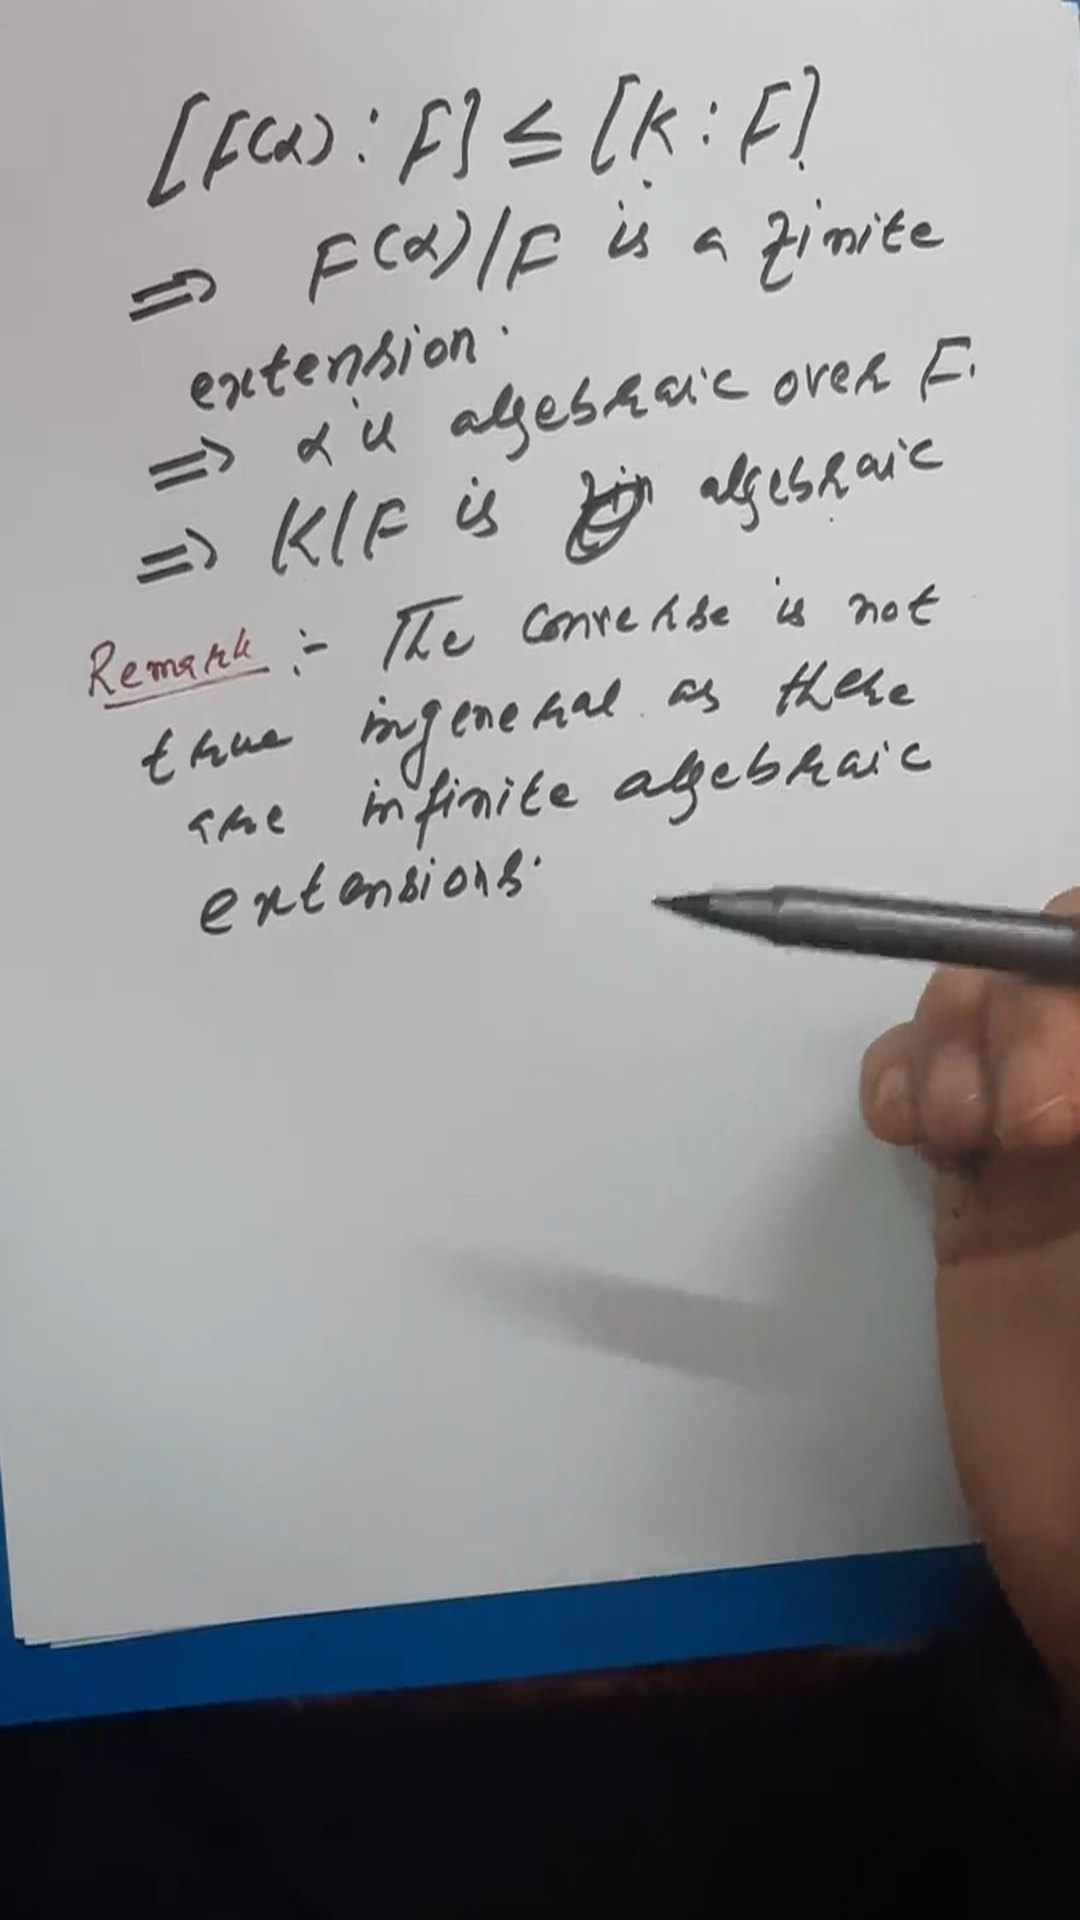 [F(α) : F] ≤ [K : F]
⇒ F(α)/F is a finite
extension.
⇒ α is algebraic over F.
⇒ K/F is algebraic
Remark :- The converse is not
true in general as there
are infinite algebraic
extensions.